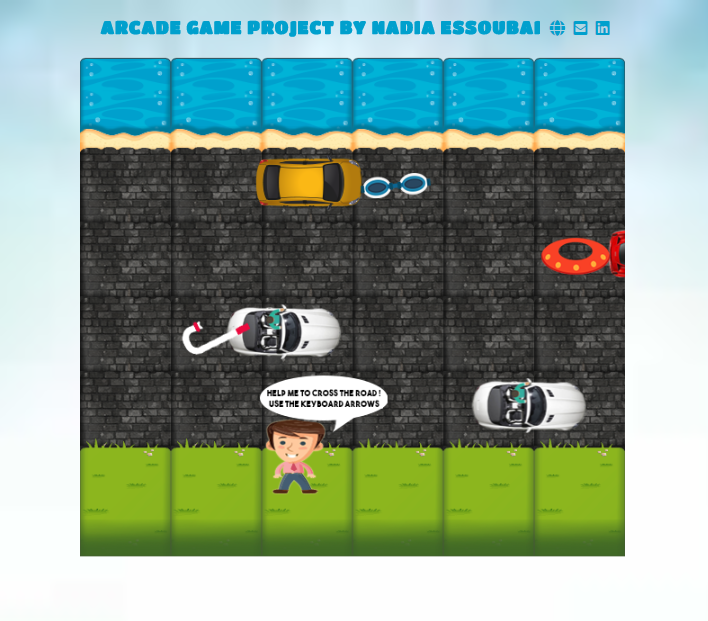 ARCADE GAME PROJECT BY NADIA ESSOUBAI
HELP ME TO CROSS THE ROAD !
USE THE KEYBOARD ARROWS